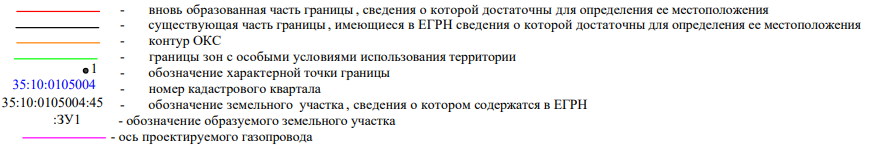 - вновь образованная часть границы, сведения о которой достаточны для определения ее местоположения
- существующая часть границы, имеющиеся в ЕГРН сведения о которой достаточны для определения ее местоположения
- контур ОКС
- границы зон с особыми условиями использования территории
1 - обозначение характерной точки границы
35:10:0105004 - номер кадастрового квартала
35:10:0105004:45 - обозначение земельного участка, сведения о котором содержатся в ЕГРН
:ЗУ1 - обозначение образуемого земельного участка
- ось проектируемого газопровода